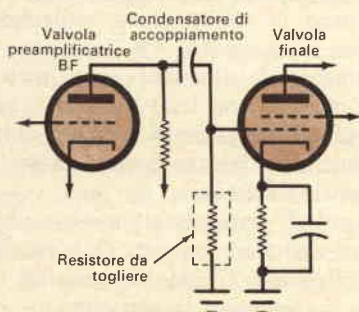 Valvola
preamplificatrice
BF
Condensatore di
accoppiamento
Valvola
finale
Resistore da
togliere